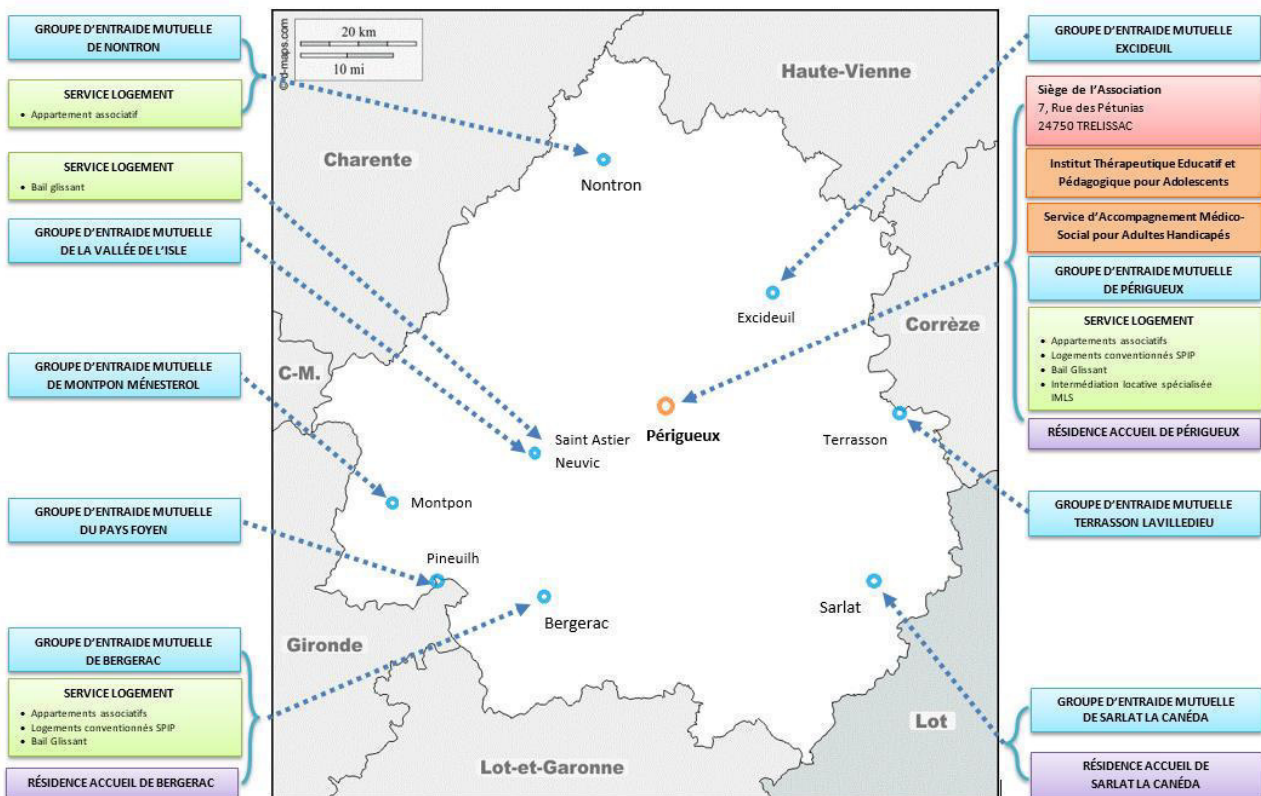 GROUPE D'ENTRAIDE MUTUELLE
DE NONTRON
SERVICE LOGEMENT
• Appartement associatif
SERVICE LOGEMENT
• Bail glissant
GROUPE D'ENTRAIDE MUTUELLE
DE LA VALLÉE DE L'ISLE
GROUPE D'ENTRAIDE MUTUELLE
DE MONTPON MÉNESTEROL
GROUPE D'ENTRAIDE MUTUELLE
DU PAYS FOYEN
GROUPE D'ENTRAIDE MUTUELLE
DE BERGERAC
SERVICE LOGEMENT
• Appartements associatifs
• Logements conventionnés SPIP
• Bail Glissant
RÉSIDENCE ACCUEIL DE BERGERAC
©d-maps.com
20 km
10 mi
Haute-Vienne
Charente
Nontron
Excideuil
Corrèze
C-M.
Périgueux
Terrasson
Saint Astier
Neuvic
Montpon
Pineuilh
Bergerac
Sarlat
Gironde
Lot
Lot-et-Garonne
GROUPE D'ENTRAIDE MUTUELLE
EXCIDEUIL
Siège de l'Association
7, Rue des Pétunias
24750 TRELISSAC
Institut Thérapeutique Educatif et
Pédagogique pour Adolescents
Service d'Accompagnement Médico-
Social pour Adultes Handicapés
GROUPE D'ENTRAIDE MUTUELLE
DE PÉRIGUEUX
SERVICE LOGEMENT
• Appartements associatifs
• Logements conventionnés SPIP
• Bail Glissant
• Intermédiation locative spécialisée
IMLS
RÉSIDENCE ACCUEIL DE PÉRIGUEUX
GROUPE D'ENTRAIDE MUTUELLE
TERRASSON LAVILLEDIEU
GROUPE D'ENTRAIDE MUTUELLE
DE SARLAT LA CANÉDA
RÉSIDENCE ACCUEIL DE
SARLAT LA CANÉDA